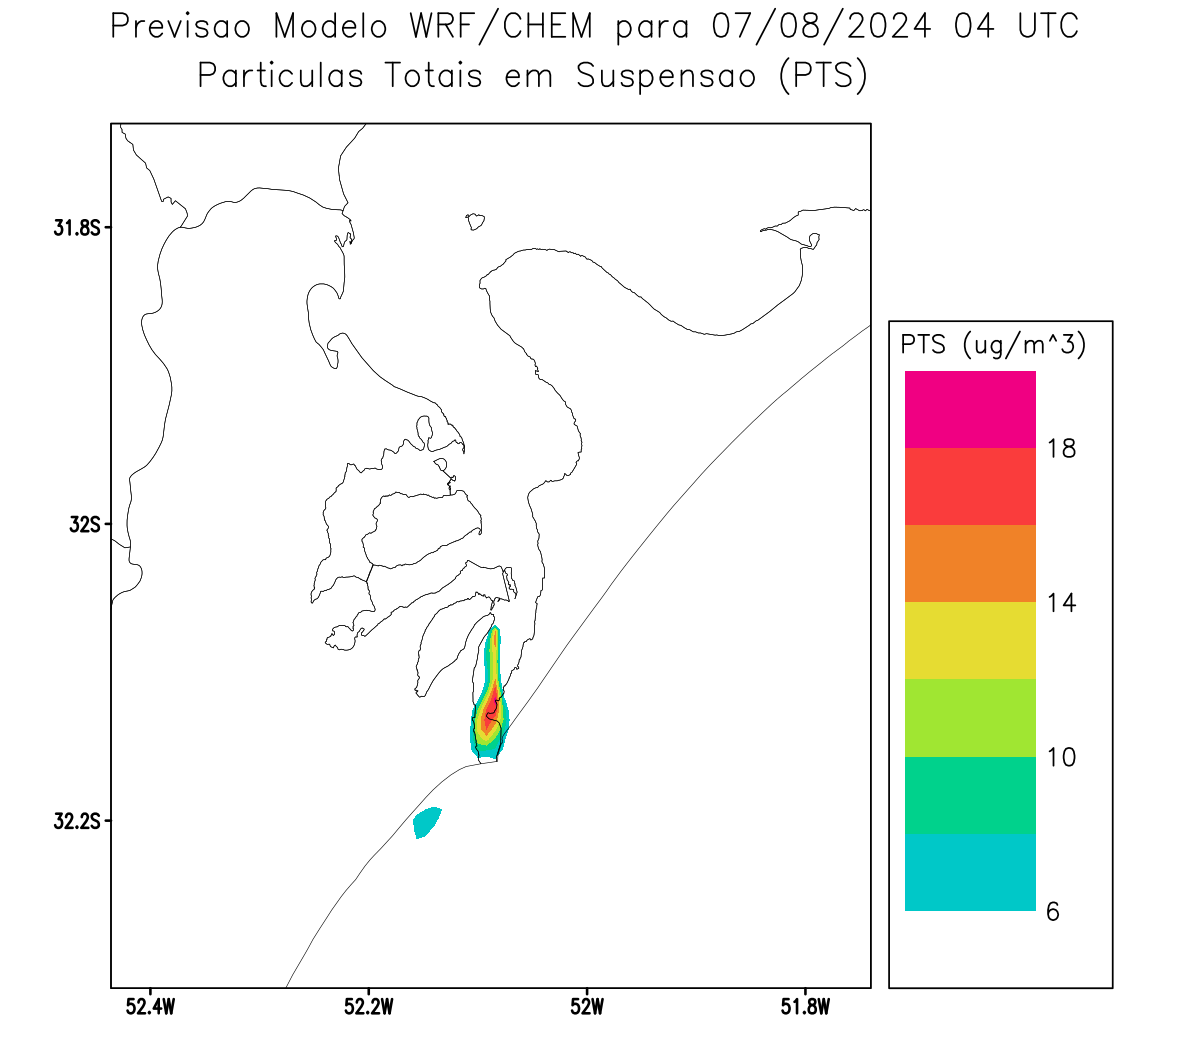 Previsao Modelo WRF/CHEM para 07/08/2024 04 UTC
Particulas Totais em Suspensao (PTS)
31.8S
32S
32.2S
52.4W
52.2W
52W
51.8W
PTS (ug/m^3)
18
14
10
6